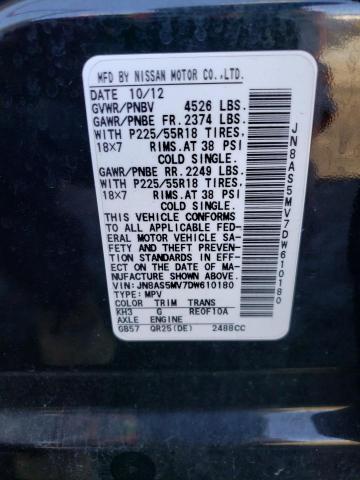 MFD BY NISSAN MOTOR CO.,LTD.
DATE 10/12
GVWR/PNBV 4526 LBS.
GAWR/PNBE FR. 2374 LBS.
WITH P225/55R18 TIRES
18X7 RIMS.AT 38 PSI
COLD SINGLE.
GAWR/PNBE RR. 2249 LBS.
WITH P225/55R18 TIRES
18X7 RIMS.AT 38 PSI
COLD SINGLE.
THIS VEHICLE CONFORMS
TO ALL APPLICABLE FED-
ERAL MOTOR VEHICLE SA-
FETY AND THEFT PREVENTION
STANDARDS IN EFF-
ECT ON THE DATE OF MA-
NUFACTURE SHOWN ABOVE.
VIN: JN8AS5MV7DW610180
TYPE: MPV
COLOR TRIM TRANS
KH3 G RE0F10A
AXLE ENGINE
GB57 QR25(DE) 2488CC
JN8AS5MV7DW610180